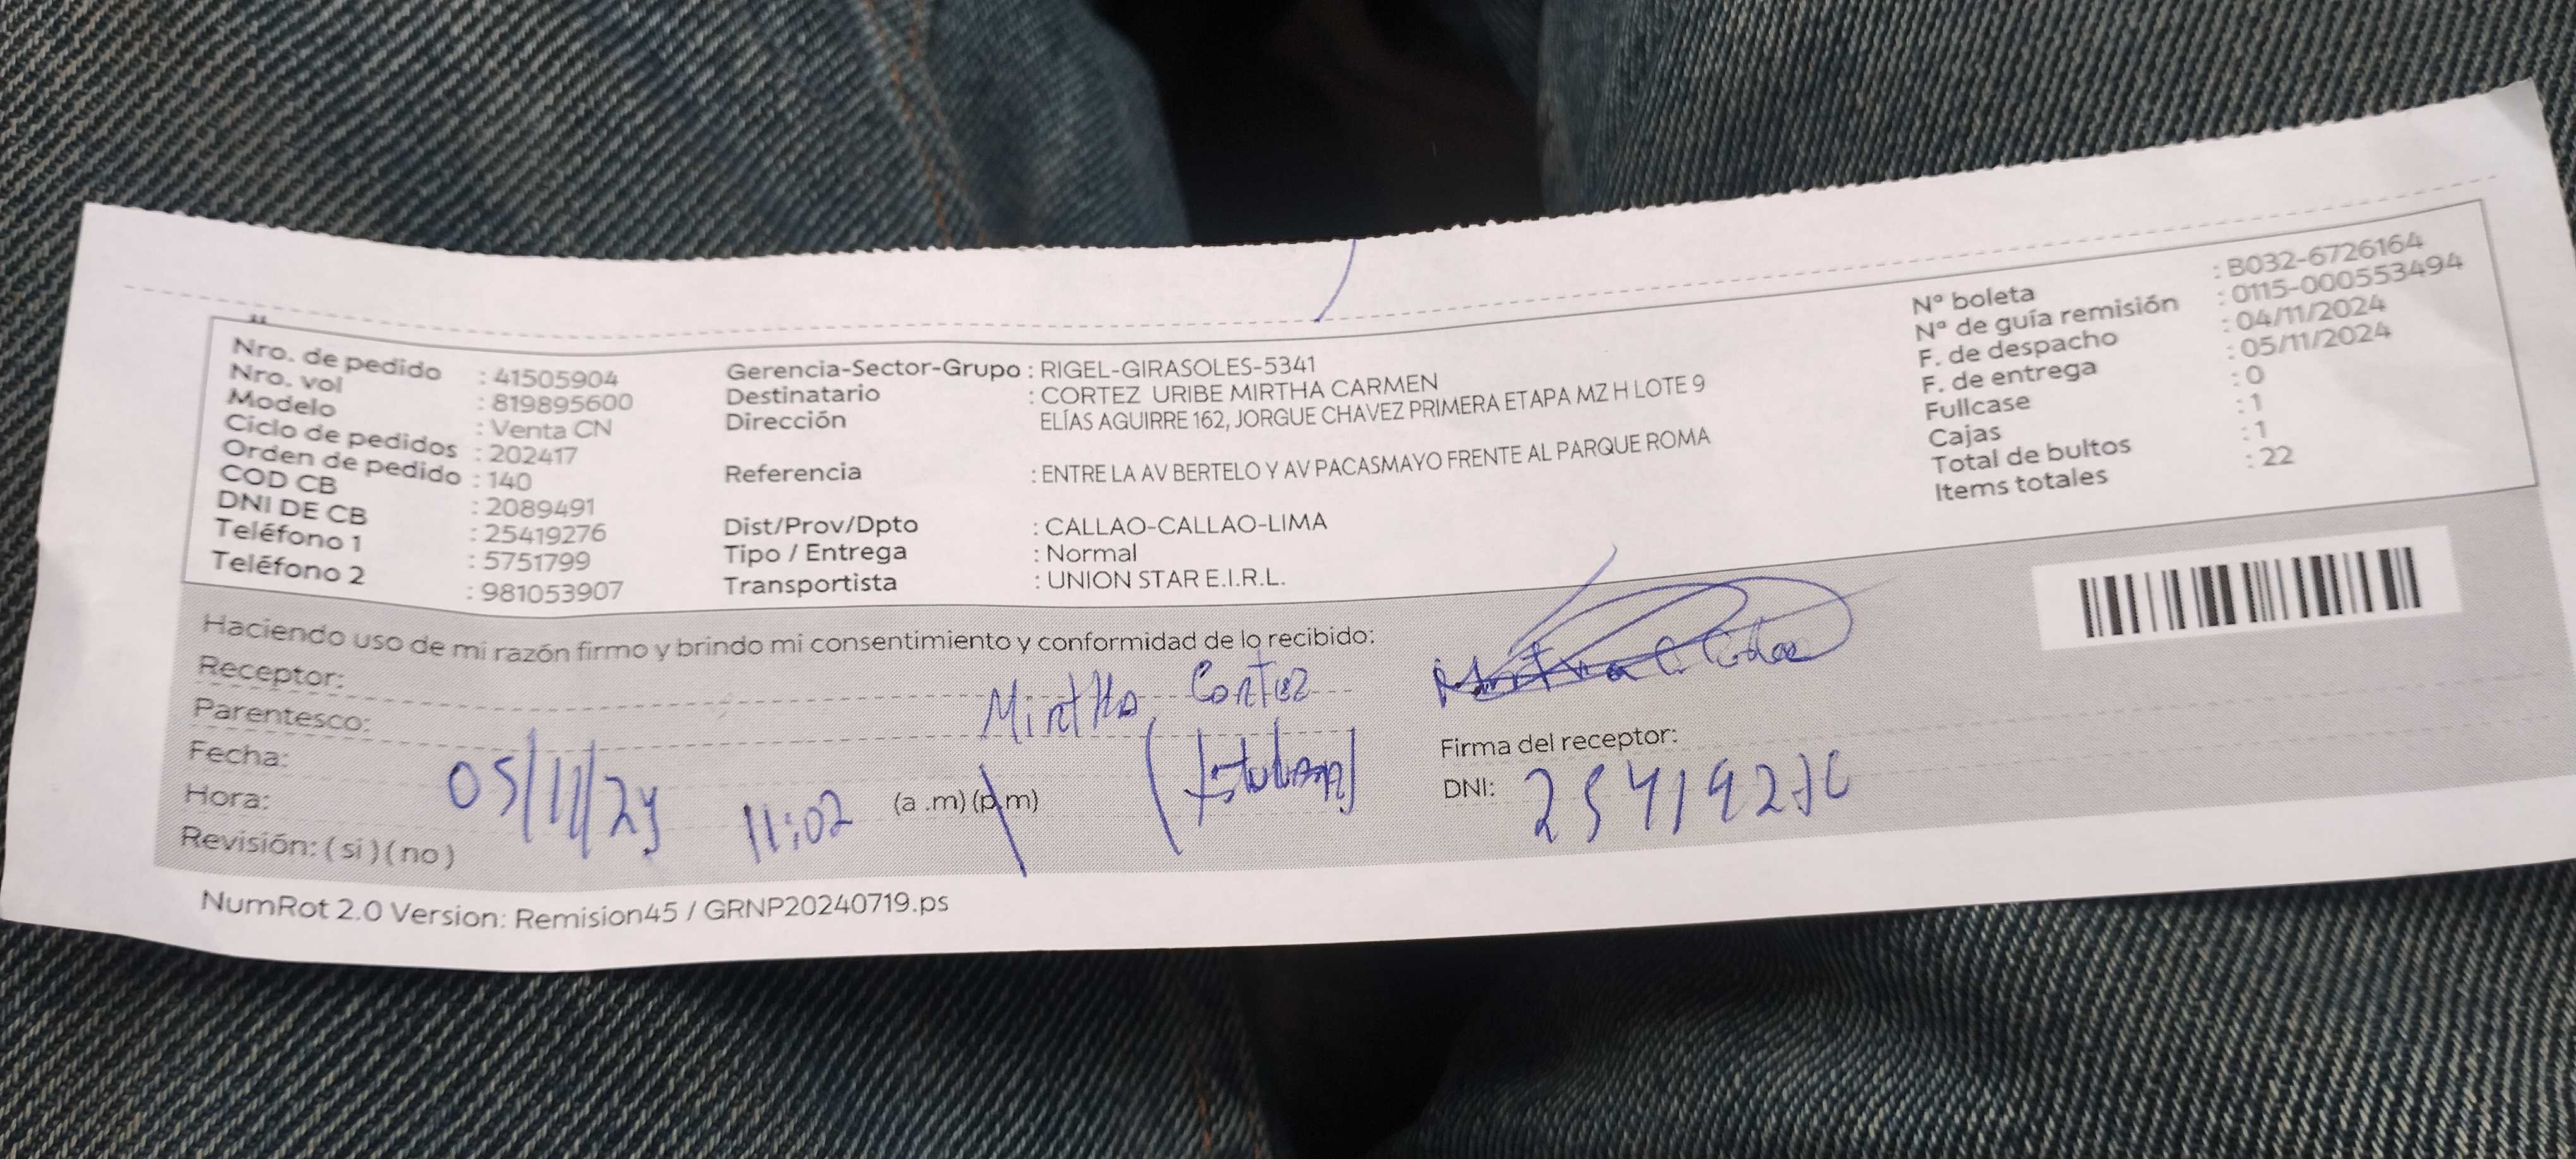 Nro. de pedido : 41505904
Nro. vol : 819895600
Modelo : Venta CN
Ciclo de pedidos : 202417
Orden de pedido : 140
COD CB : 2089491
DNI DE CB : 25419276
Teléfono 1 : 5751799
Teléfono 2 : 981053907
Gerencia-Sector-Grupo : RIGEL-GIRASOLES-5341
Destinatario : CORTEZ URIBE MIRTHA CARMEN
Dirección ELÍAS AGUIRRE 162, JORGUE CHAVEZ PRIMERA ETAPA MZ H LOTE 9
Referencia : ENTRE LA AV BERTELO Y AV PACASMAYO FRENTE AL PARQUE ROMA
Dist/Prov/Dpto : CALLAO-CALLAO-LIMA
Tipo / Entrega : Normal
Transportista : UNION STAR E.I.R.L.
Nº boleta : B032-6726164
Nº de guía remisión : 0115-000553494
F. de despacho : 04/11/2024
F. de entrega : 05/11/2024
Fullcase : 0
Cajas : 1
Total de bultos : 1
Items totales : 22
Haciendo uso de mi razón firmo y brindo mi consentimiento y conformidad de lo recibido:
Receptor: Mirtha Cortez
Parentesco:
Fecha: 05/11/24
Hora: 11:02 (a .m) (p.m)
Revisión: ( si ) ( no )
Firma del receptor:
DNI: 25419276
NumRot 2.0 Version: Remision45 / GRNP20240719.ps